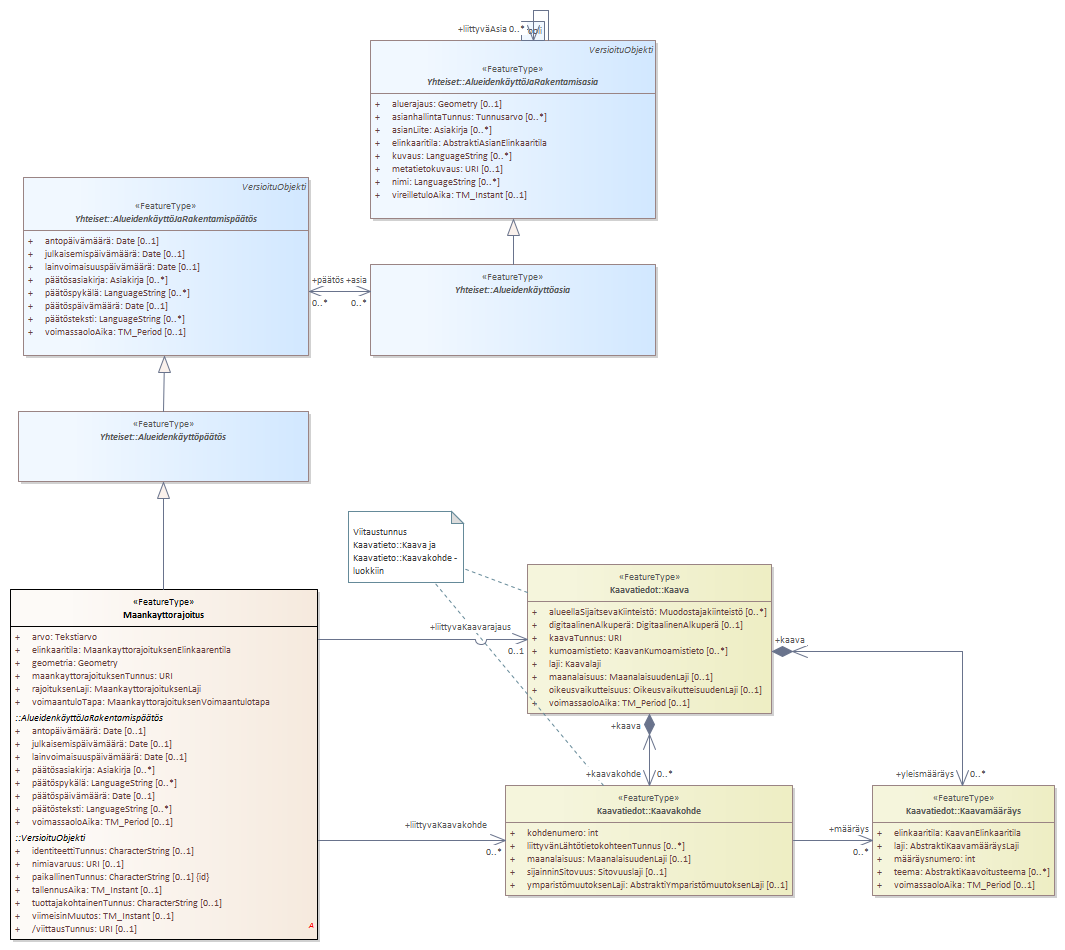 +liittyväAsia 0..*
VersioituObjekti
«FeatureType»
Yhteiset::AlueidenkäyttöJaRakentamisasia
+ aluerajaus: Geometry [0..1]
+ asianhallintaTunnus: Tunnusarvo [0..*]
+ asianLiite: Asiakirja [0..*]
+ elinkaaritila: AbstraktiAsianElinkaaritila
+ kuvaus: LanguageString [0..*]
+ metatietokuvaus: URI [0..1]
+ nimi: LanguageString [0..*]
+ vireilletuloAika: TM_Instant [0..1]
VersioituObjekti
«FeatureType»
Yhteiset::AlueidenkäyttöJaRakentamispäätös
+ antopäivämäärä: Date [0..1]
+ julkaisemispäivämäärä: Date [0..1]
+ lainvoimaisuuspäivämäärä: Date [0..1]
+ päätösasiakirja: Asiakirja [0..*]
+ päätöspykälä: LanguageString [0..*]
+ päätöspäivämäärä: Date [0..1]
+ päätösteksti: LanguageString [0..*]
+ voimassaoloAika: TM_Period [0..1]
+päätös +asia
0..* 0..*
«FeatureType»
Yhteiset::Alueidenkäyttöasia
«FeatureType»
Yhteiset::Alueidenkäyttöpäätös
Viitaustunnus
Kaavatieto::Kaava ja
Kaavatieto::Kaavakohde -
luokkiin
«FeatureType»
Maankayttorajoitus
+ arvo: Tekstiarvo
+ elinkaaritila: MaankayttorajoituksenElinkaarentila
+ geometria: Geometry
+ maankayttorajoituksenTunnus: URI
+ rajoituksenLaji: MaankayttorajoituksenLaji
+ voimaantuloTapa: MaankayttorajoituksenVoimaantulotapa
::AlueidenkäyttöJaRakentamispäätös
+ antopäivämäärä: Date [0..1]
+ julkaisemispäivämäärä: Date [0..1]
+ lainvoimaisuuspäivämäärä: Date [0..1]
+ päätösasiakirja: Asiakirja [0..*]
+ päätöspykälä: LanguageString [0..*]
+ päätöspäivämäärä: Date [0..1]
+ päätösteksti: LanguageString [0..*]
+ voimassaoloAika: TM_Period [0..1]
::VersioituObjekti
+ identiteettiTunnus: CharacterString [0..1]
+ nimiavaruus: URI [0..1]
+ paikallinenTunnus: CharacterString [0..1] {id}
+ tallennusAika: TM_Instant [0..1]
+ tuottajakohtainenTunnus: CharacterString [0..1]
+ viimeisinMuutos: TM_Instant [0..1]
+ /viittausTunnus: URI [0..1]
A
+liittyvaKaavarajaus
0..1
«FeatureType»
Kaavatiedot::Kaava
+ alueellaSijaitsevaKiinteistö: Muodostajakiinteistö [0..*]
+ digitaalinenAlkuperä: DigitaalinenAlkuperä [0..1]
+ kaavaTunnus: URI
+ kumoamistieto: KaavanKumoamistieto [0..*]
+ laji: Kaavalaji
+ maanalaisuus: MaanalaisuudenLaji [0..1]
+ oikeusvaikutteisuus: OikeusvaikutteisuudenLaji [0..1]
+ voimassaoloAika: TM_Period [0..1]
+kaava
+kaava
+kaavakohde 0..*
+yleismääräys 0..*
+liittyvaKaavakohde
0..*
«FeatureType»
Kaavatiedot::Kaavakohde
+ kohdenumero: int
+ liittyvänLähtötietokohteenTunnus [0..*]
+ maanalaisuus: MaanalaisuudenLaji [0..1]
+ sijainninSitovuus: Sitovuuslaji [0..1]
+ ymparistömuutoksenLaji: AbstraktiYmparistömuutoksenLaji [0..1]
+määräys
0..*
«FeatureType»
Kaavatiedot::Kaavamääräys
+ elinkaaritila: KaavanElinkaaritila
+ laji: AbstraktiKaavamääräysLaji
+ määräysnumero: int
+ teema: AbstraktiKaavoitusteema [0..*]
+ voimassaoloAika: TM_Period [0..1]